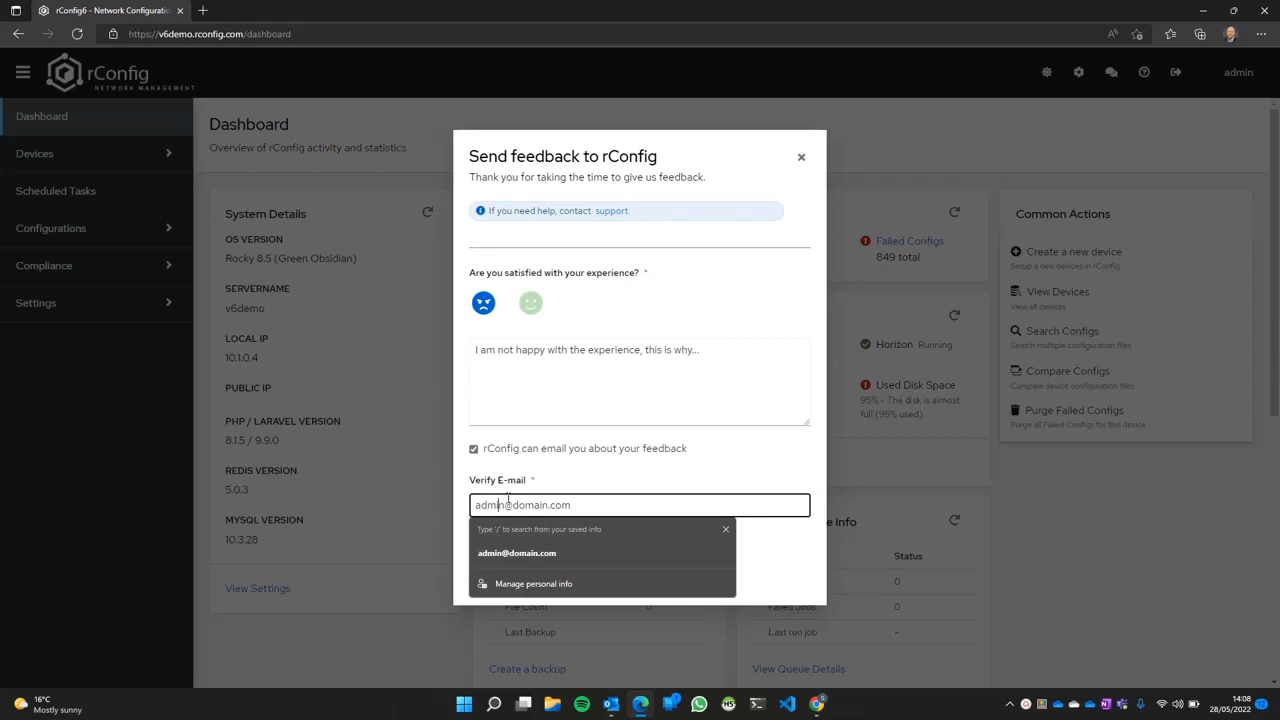 rConfig6 - Network Configuratio
https://v6demo.rconfig.com/dashboard
rConfig
NETWORK MANAGEMENT
admin
Dashboard
Devices
Scheduled Tasks
Configurations
Compliance
Settings
Dashboard
Overview of rConfig activity and statistics
System Details
OS VERSION
Rocky 8.5 (Green Obsidian)
SERVERNAME
v6demo
LOCAL IP
10.1.0.4
PUBLIC IP
PHP / LARAVEL VERSION
8.1.5 / 9.9.0
REDIS VERSION
5.0.3
MYSQL VERSION
10.3.28
View Settings
Send feedback to rConfig
Thank you for taking the time to give us feedback.
If you need help, contact support.
Are you satisfied with your experience? *
I am not happy with the experience, this is why...
rConfig can email you about your feedback
Verify E-mail *
admin@domain.com
Type '/' to search from your saved info
admin@domain.com
Manage personal info
File Count 0
Last Backup
Create a backup
Failed Configs
849 total
Horizon Running
Used Disk Space
95% - The disk is almost
full (95% used)
Info
Status
0
Failed Jobs 0
Last run job -
View Queue Details
Common Actions
Create a new device
Setup a new devices in rConfig
View Devices
View all devices
Search Configs
Search multiple configuration files
Compare Configs
Compare device configuration files
Purge Failed Configs
Purge all Failed Configs for this device
16°C
Mostly sunny
14:08
28/05/2022